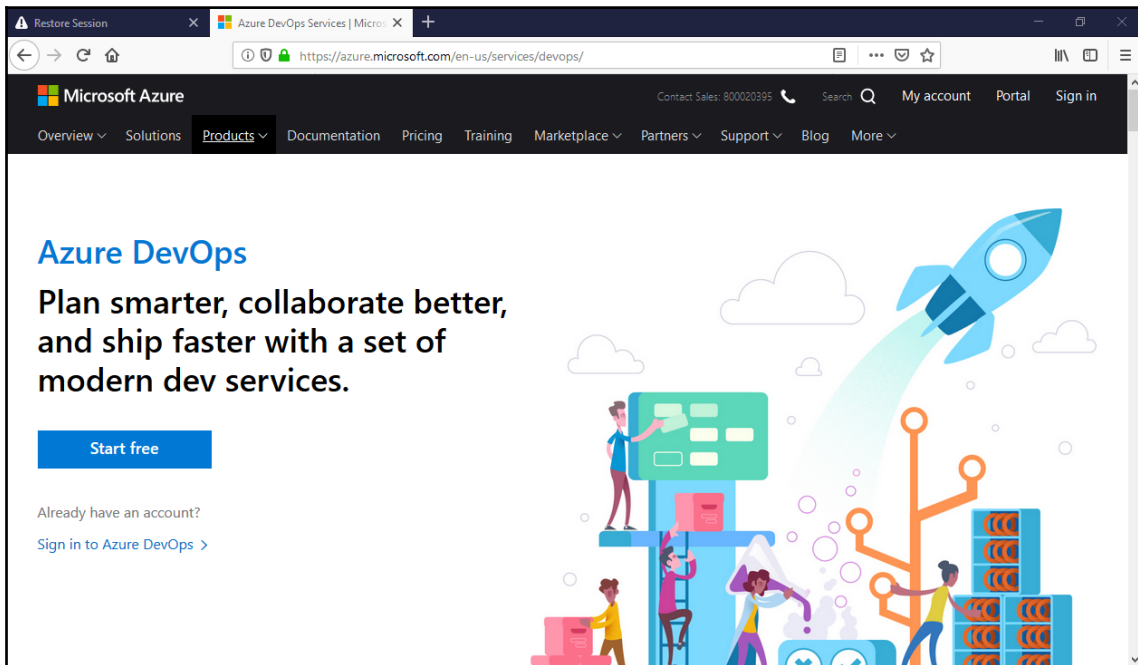 Restore Session
Azure DevOps Services | Micros
https://azure.microsoft.com/en-us/services/devops/
Microsoft Azure
Contact Sales: 800020395
Search
My account
Portal
Sign in
Overview
Solutions
Products
Documentation
Pricing
Training
Marketplace
Partners
Support
Blog
More
Azure DevOps
Plan smarter, collaborate better,
and ship faster with a set of
modern dev services.
Start free
Already have an account?
Sign in to Azure DevOps